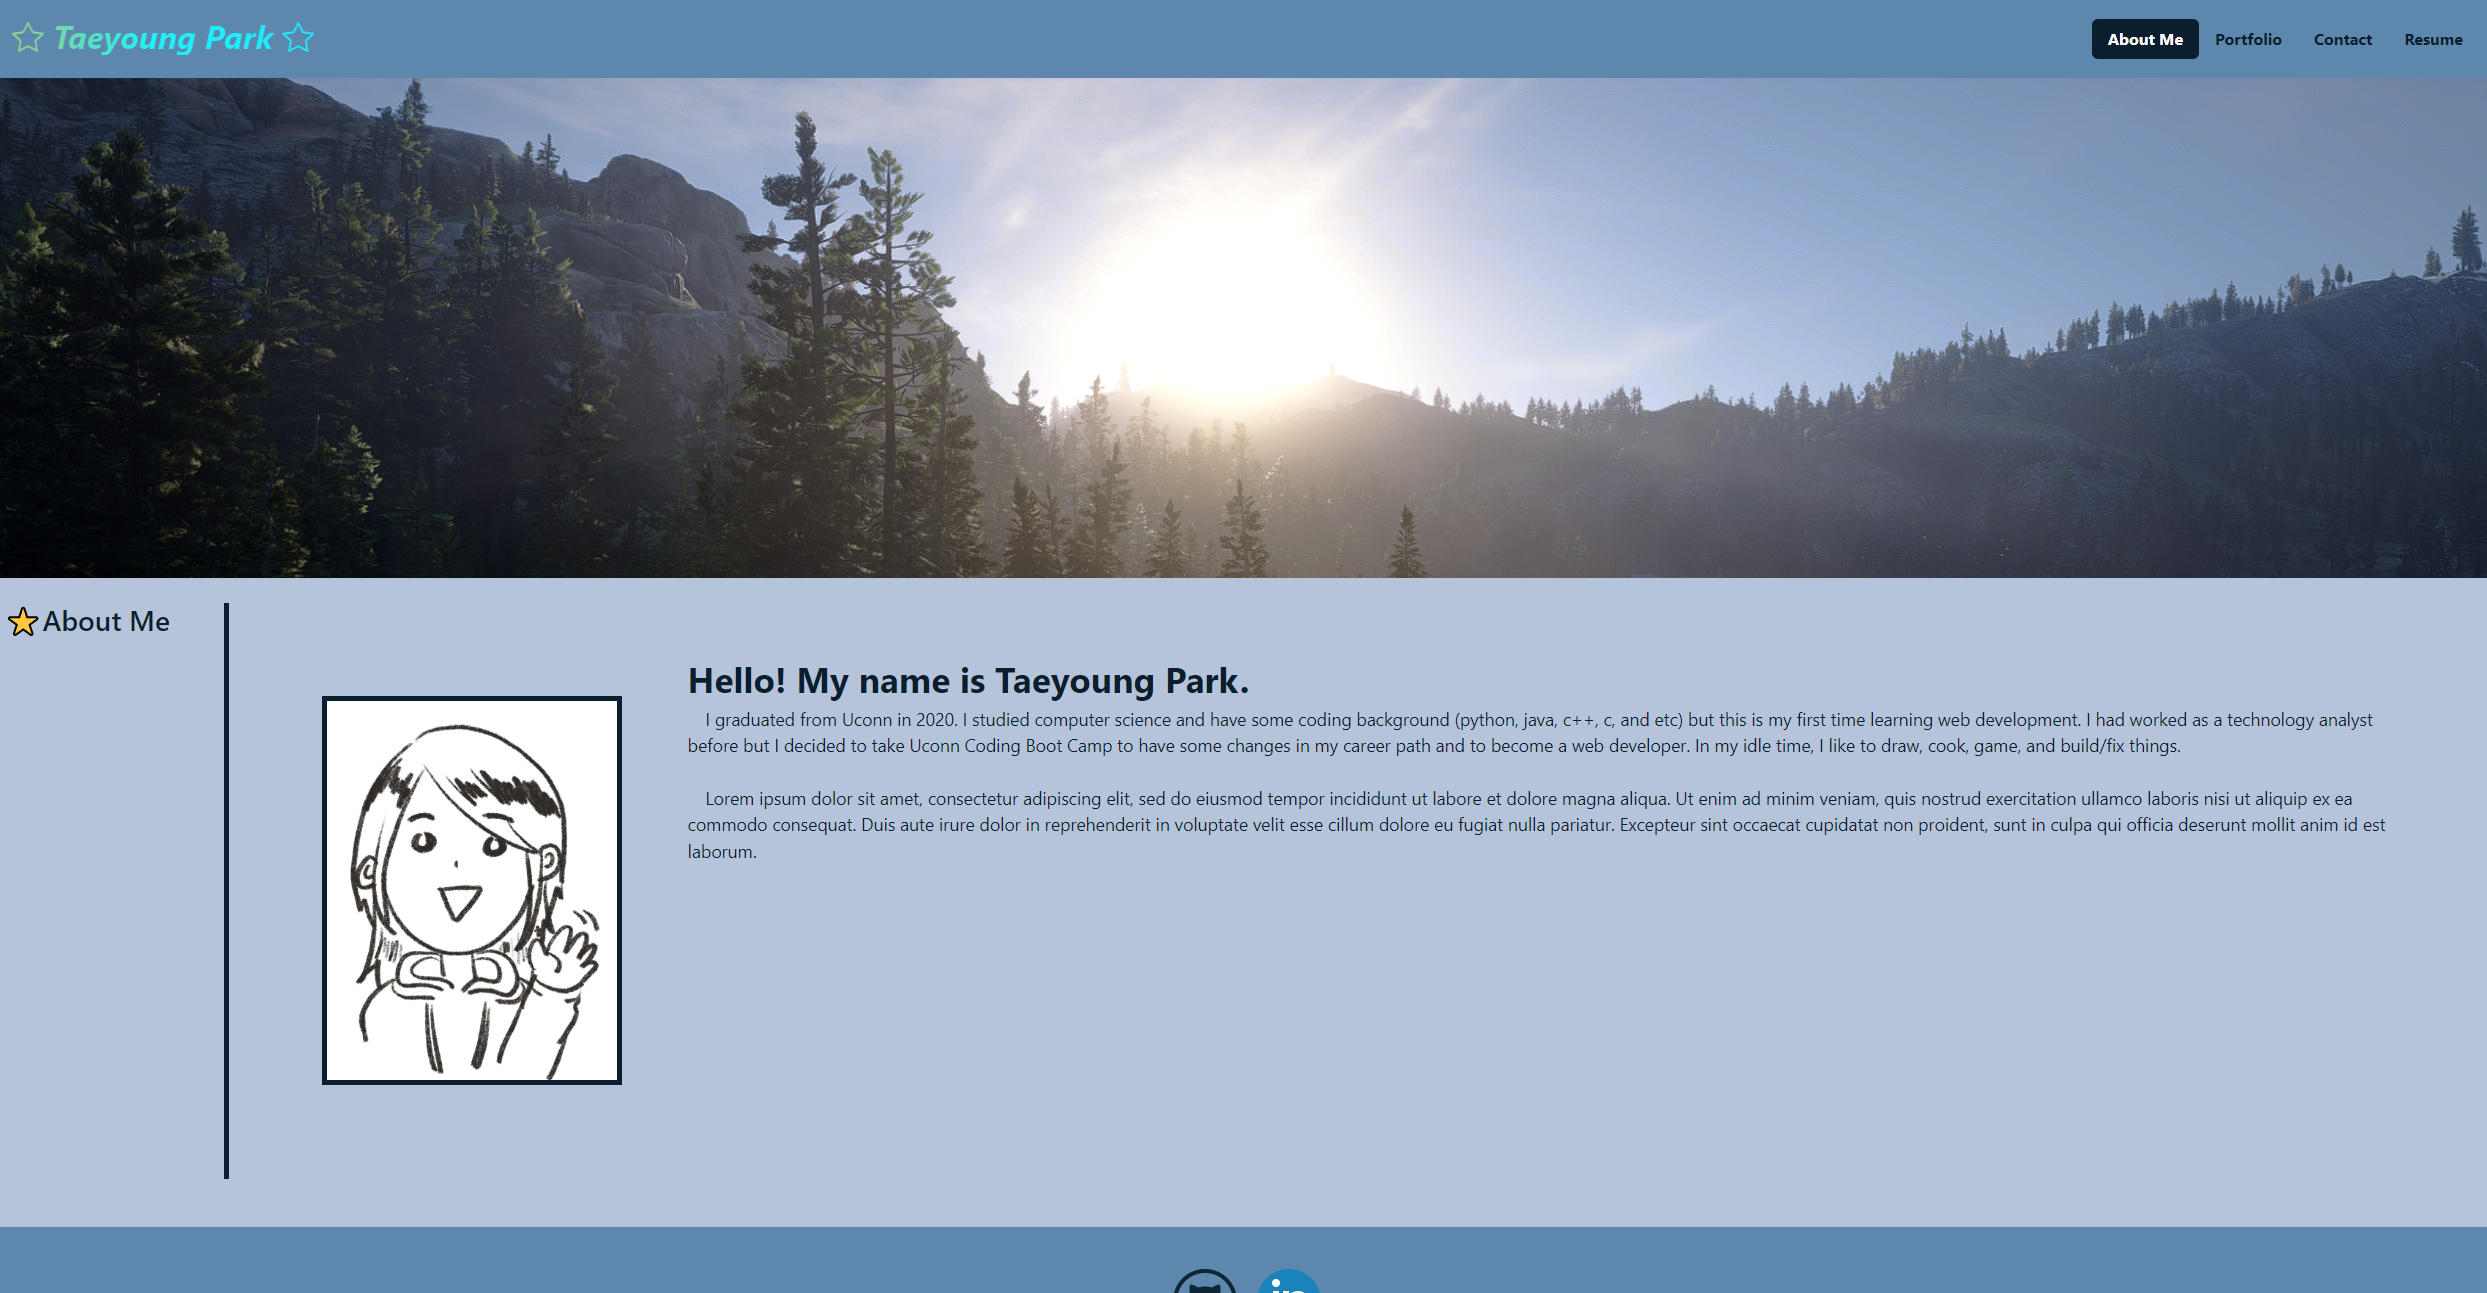 ☆ Taeyoung Park ☆
About Me Portfolio Contact Resume
About Me
Hello! My name is Taeyoung Park.
I graduated from Uconn in 2020. I studied computer science and have some coding background (python, java, c++, c, and etc) but this is my first time learning web development. I had worked as a technology analyst
before but I decided to take Uconn Coding Boot Camp to have some changes in my career path and to become a web developer. In my idle time, I like to draw, cook, game, and build/fix things.
Lorem ipsum dolor sit amet, consectetur adipiscing elit, sed do eiusmod tempor incididunt ut labore et dolore magna aliqua. Ut enim ad minim veniam, quis nostrud exercitation ullamco laboris nisi ut aliquip ex ea
commodo consequat. Duis aute irure dolor in reprehenderit in voluptate velit esse cillum dolore eu fugiat nulla pariatur. Excepteur sint occaecat cupidatat non proident, sunt in culpa qui officia deserunt mollit anim id est
laborum.